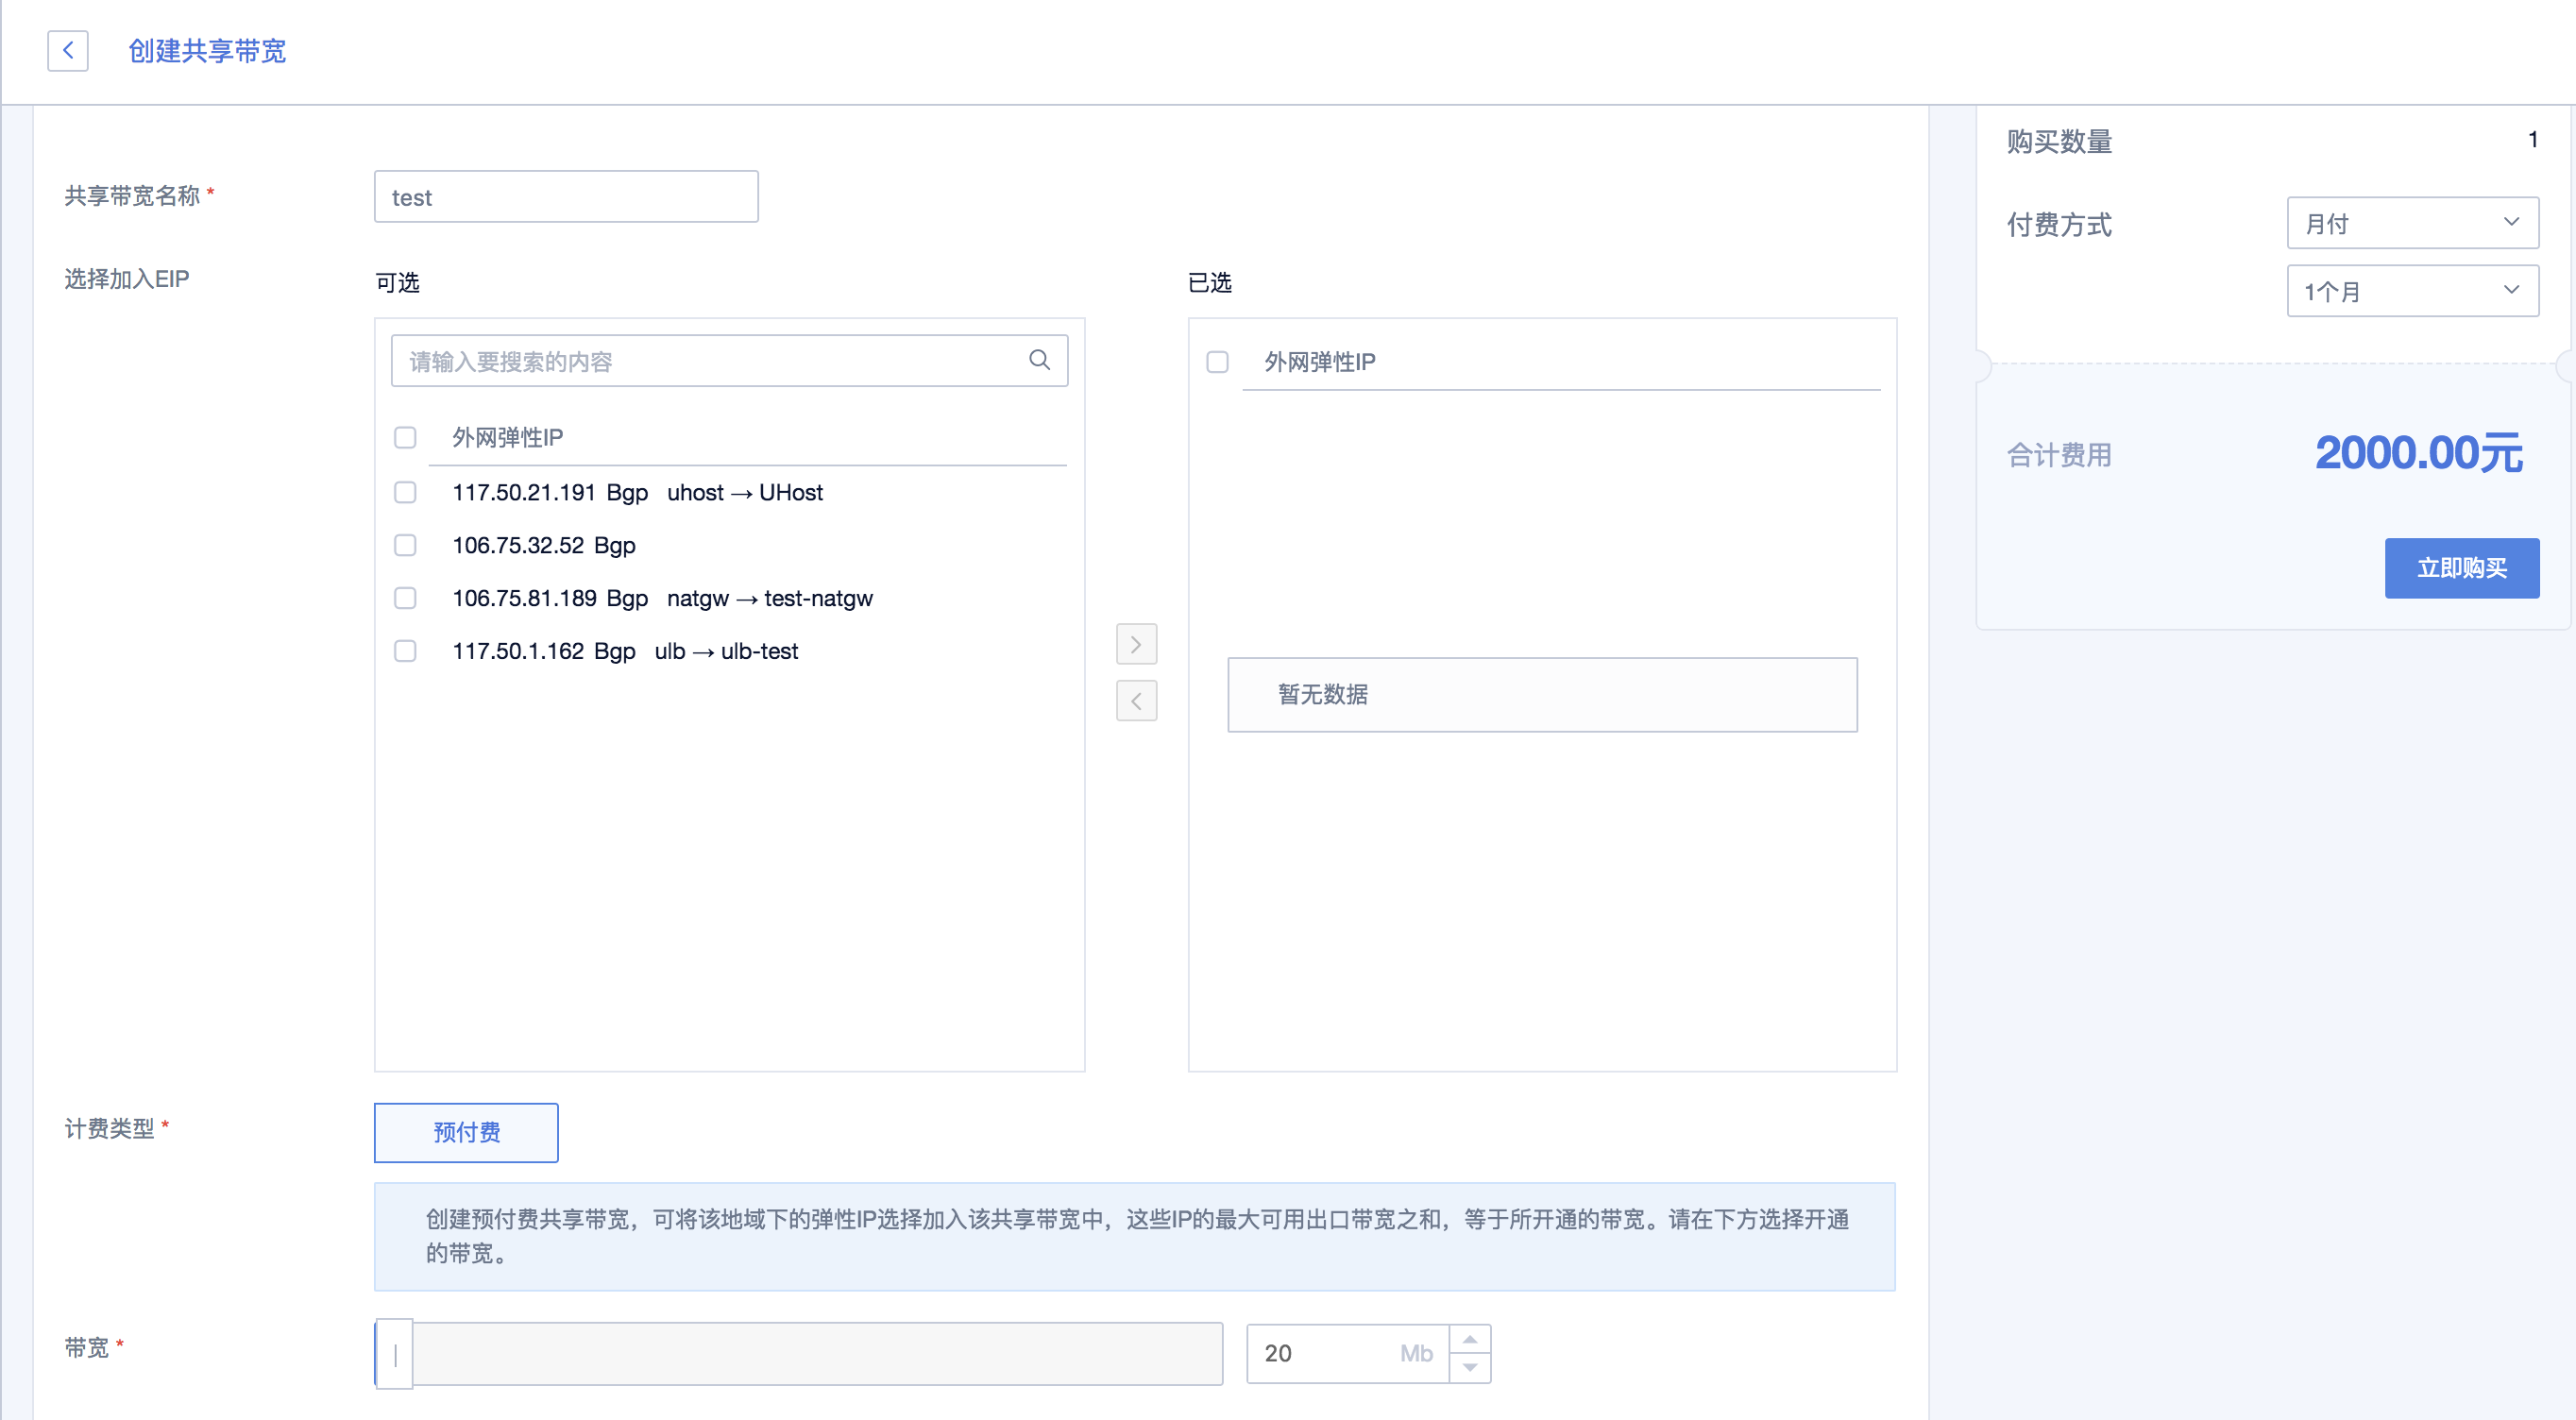 创建共享带宽
共享带宽名称 *
test
选择加入EIP
可选
请输入要搜索的内容
外网弹性IP
117.50.21.191 Bgp uhost → UHost
106.75.32.52 Bgp
106.75.81.189 Bgp natgw → test-natgw
117.50.1.162 Bgp ulb → ulb-test
已选
外网弹性IP
暂无数据
计费类型 *
预付费
创建预付费共享带宽，可将该地域下的弹性IP选择加入该共享带宽中，这些IP的最大可用出口带宽之和，等于所开通的带宽。请在下方选择开通
的带宽。
带宽 *
20 Mb
购买数量 1
付费方式 月付
1个月
合计费用 2000.00元
立即购买